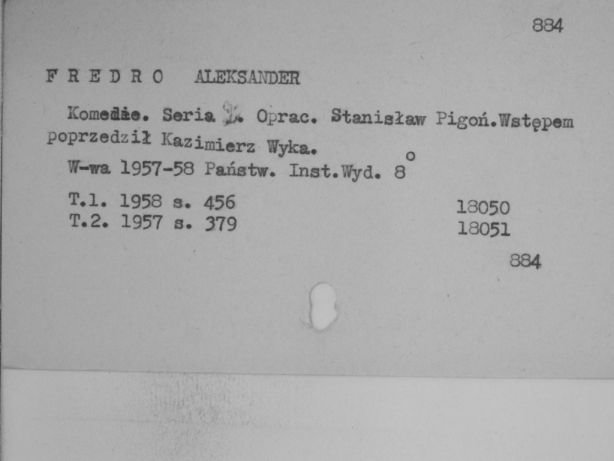 884
F R E D R O ALEKSANDER
Komedie. Seria . Oprac. Stanisław Pigoń.Wstępem
poprzedził Kazimierz Wyka.
W-wa 1957-58 Państw. Inst.Wyd. 8°
T.1. 1958 s. 456 18050
T.2. 1957 s. 379 18051
884